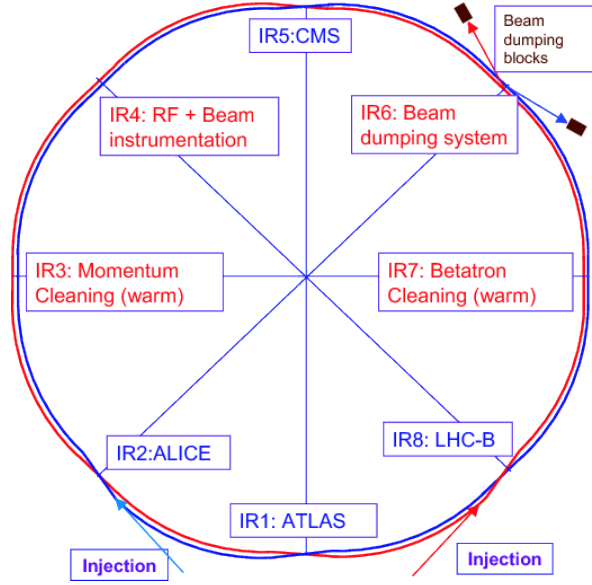 IR5:CMS
Beam
dumping
blocks
IR4: RF + Beam
instrumentation
IR6: Beam
dumping system
IR3: Momentum
Cleaning (warm)
IR7: Betatron
Cleaning (warm)
IR2:ALICE
IR8: LHC-B
IR1: ATLAS
Injection
Injection